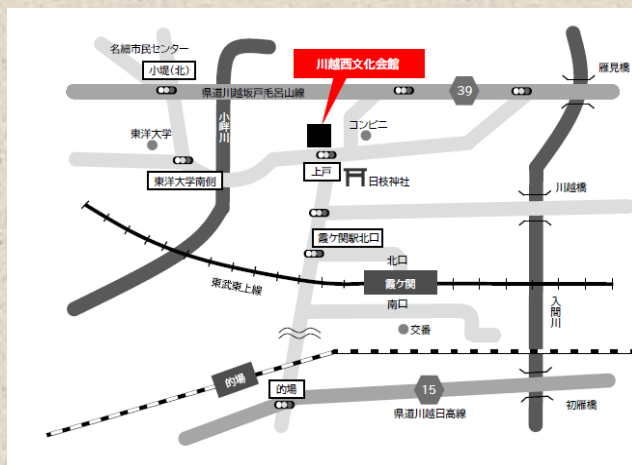 名細市民センター
小堤(北)
川越西文化会館
雁見橋
県道川越坂戸毛呂山線
39
小畔川
コンビニ
東洋大学
東洋大学南側
上戸
日枝神社
川越橋
霞ケ関駅北口
北口
霞ケ関
東武東上線
南口
入間川
交番
的場
的場
15
県道川越日高線
初雁橋